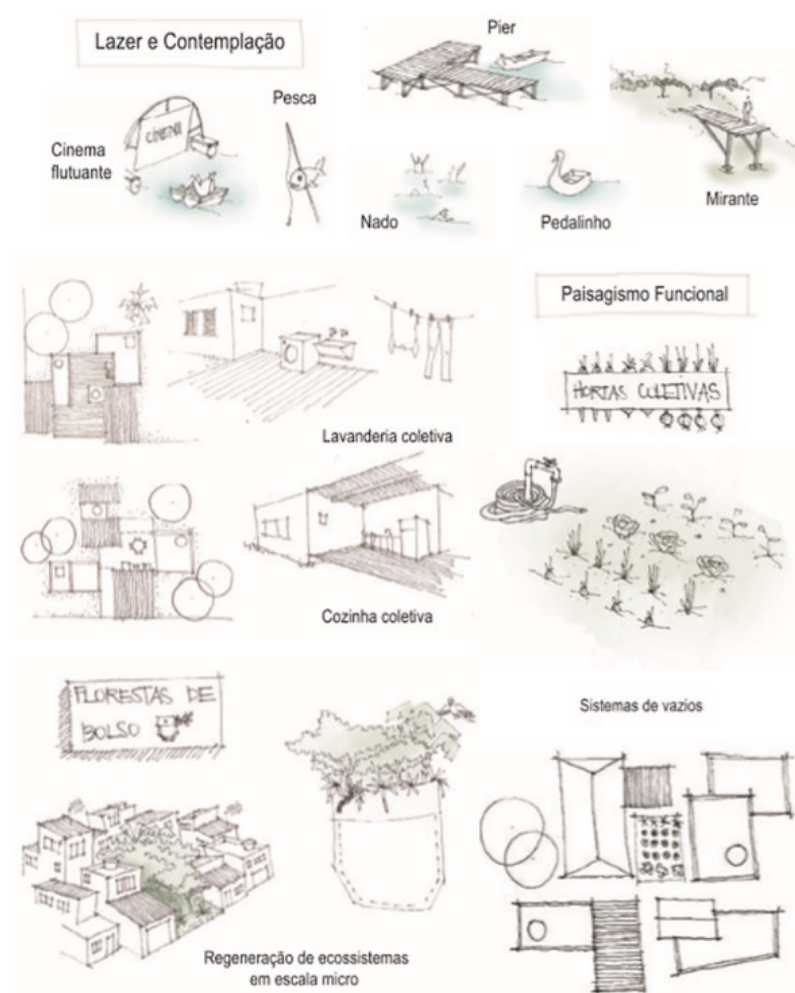 Lazer e Contemplação
Pier
Pesca
CINEMA
Cinema
flutuante
Nado
Pedalinho
Mirante
Paisagismo Funcional
HORTAS COLETIVAS
Lavanderia coletiva
Cozinha coletiva
FLORESTAS DE
BOLSO
Sistemas de vazios
Regeneração de ecossistemas
em escala micro